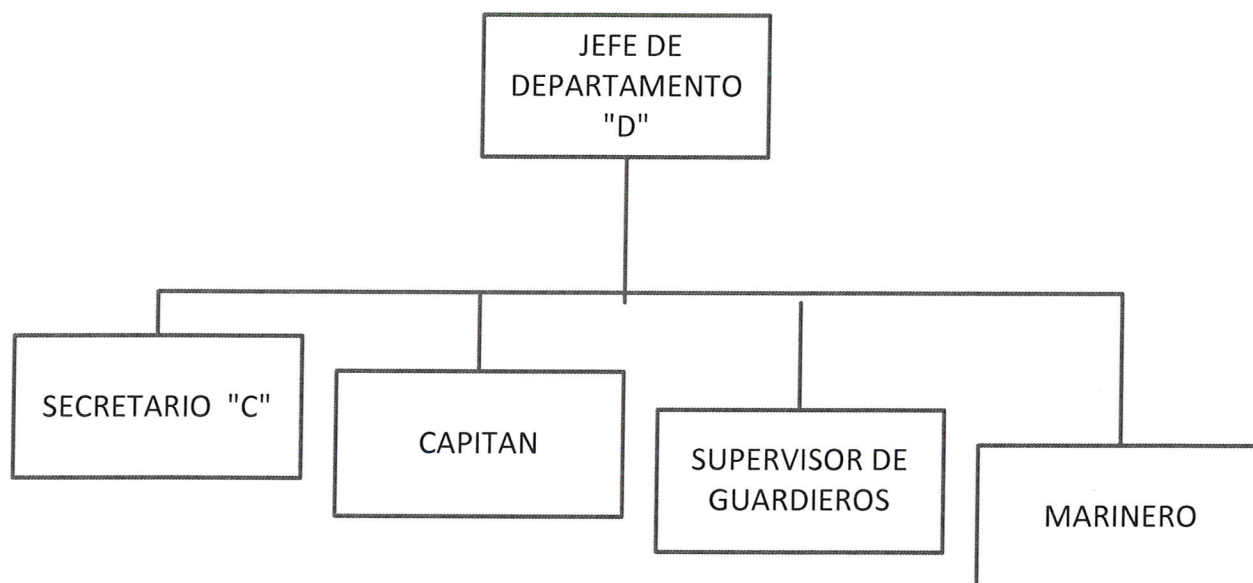 JEFE DE
DEPARTAMENTO
"D"
SECRETARIO "C"
CAPITAN
SUPERVISOR DE
GUARDIEROS
MARINERO